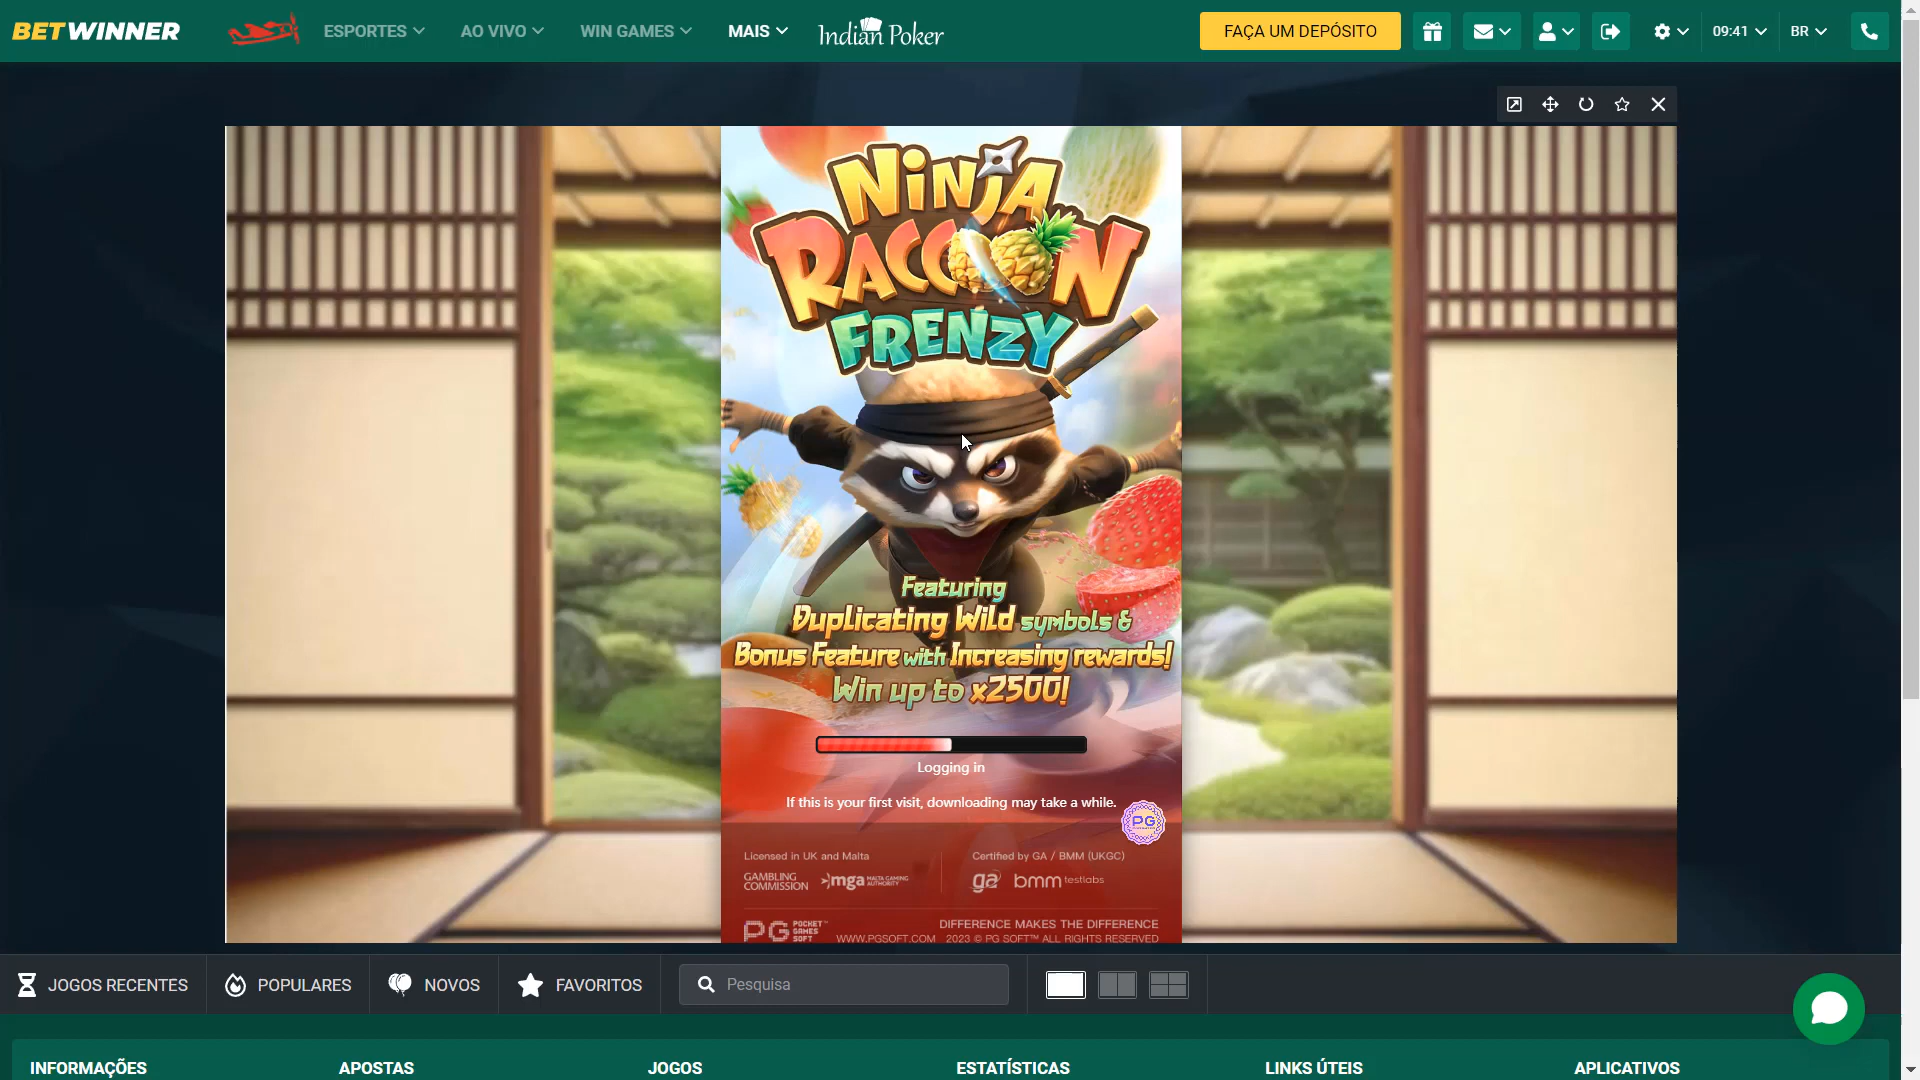 BETWINNER
ESPORTES
AO VIVO
WIN GAMES
MAIS
Indian Poker
FAÇA UM DEPÓSITO
09:41
BR
NINJA
RACCOON
FRENZY
Featuring
Duplicating Wild symbols &
Bonus Feature with Increasing rewards!
Win up to x2500!
Logging in
If this is your first visit, downloading may take a while.
PG
Licensed in UK and Malta
Certified by GA / BMM (UKGC)
GAMBLING
COMMISSION
mga MALTA GAMING
AUTHORITY
ga
bmm testlabs
PG POCKET
GAMES
SOFT™
DIFFERENCE MAKES THE DIFFERENCE
WWW.PGSOFT.COM 2023 © PG SOFT™ ALL RIGHTS RESERVED
JOGOS RECENTES
POPULARES
NOVOS
FAVORITOS
Pesquisa
INFORMAÇÕES
APOSTAS
JOGOS
ESTATÍSTICAS
LINKS ÚTEIS
APLICATIVOS